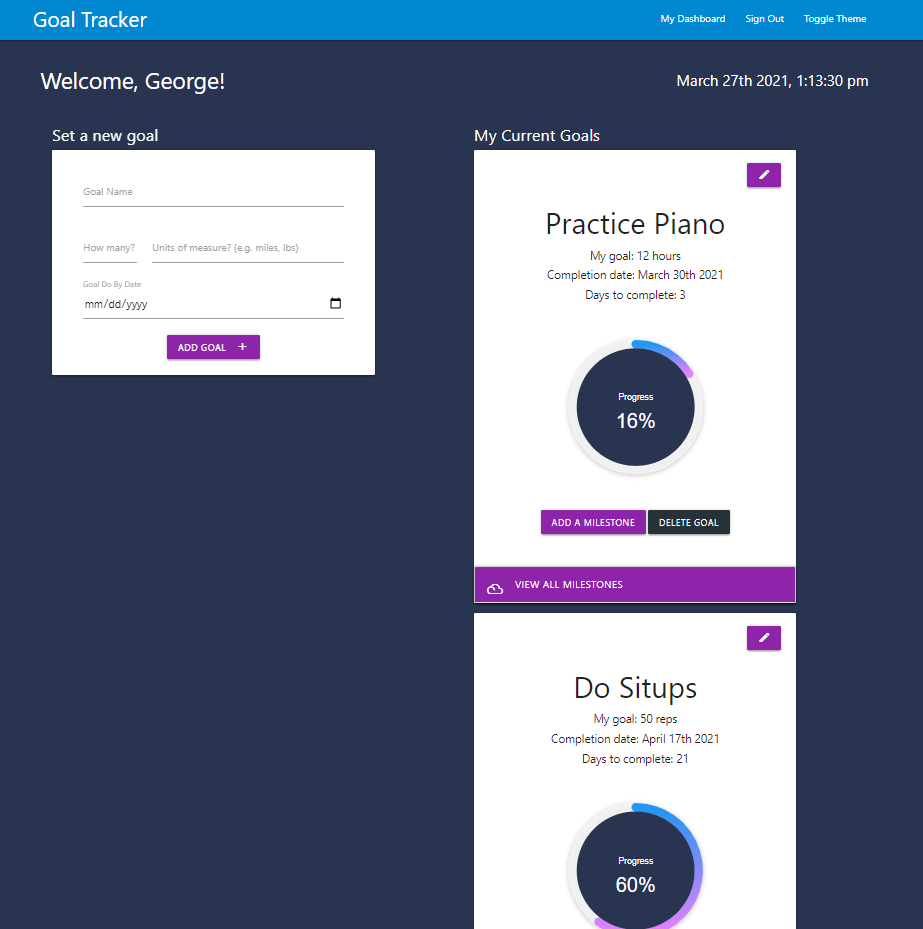 Goal Tracker
My Dashboard Sign Out Toggle Theme
Welcome, George!
March 27th 2021, 1:13:30 pm
Set a new goal
Goal Name
How many? Units of measure? (e.g. miles, lbs)
Goal Do By Date
mm/dd/yyyy
ADD GOAL +
My Current Goals
Practice Piano
My goal: 12 hours
Completion date: March 30th 2021
Days to complete: 3
Progress
16%
ADD A MILESTONE DELETE GOAL
VIEW ALL MILESTONES
Do Situps
My goal: 50 reps
Completion date: April 17th 2021
Days to complete: 21
Progress
60%